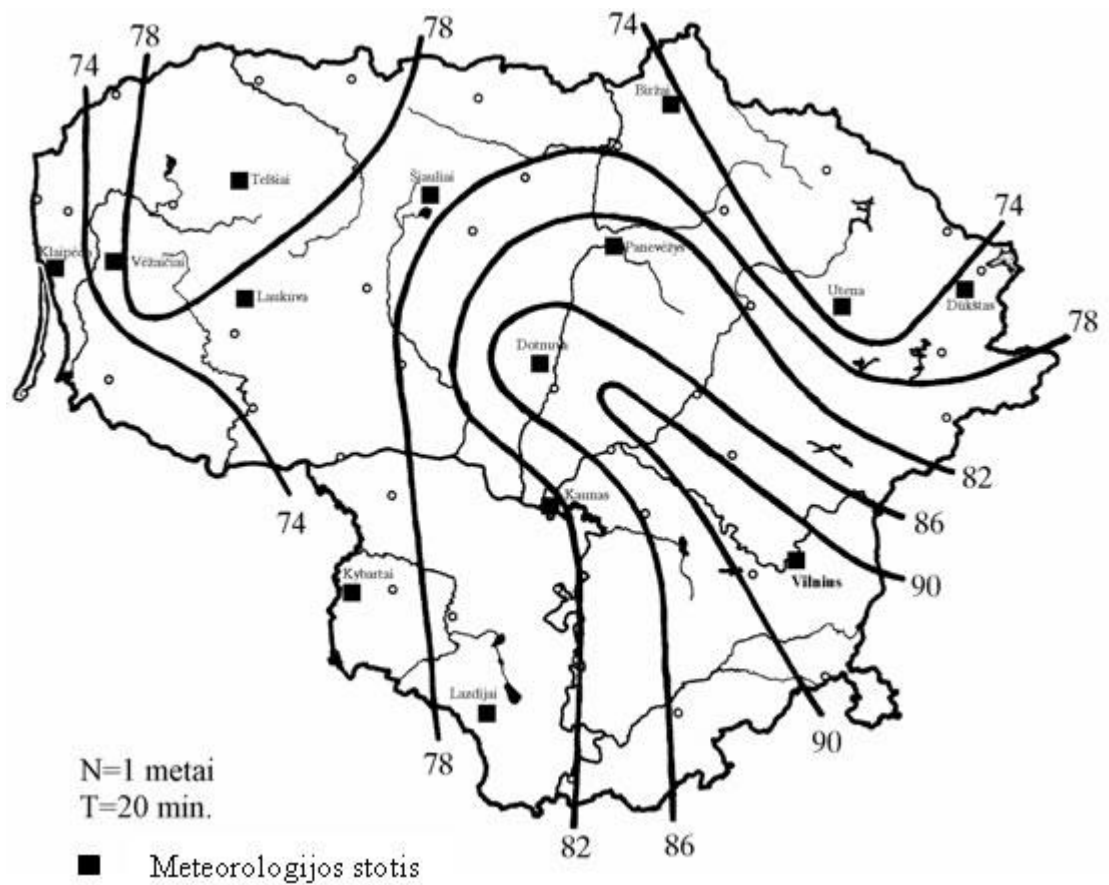 74
78
78
74
Biržai
Telšiai
Šiauliai
74
Klaipėda
Vėžaičiai
Panevėžys
Laukuva
Utena
Dūkštas
78
Dotnuva
Kaunas
82
74
86
Kybartai
Vilnius
90
Lazdijai
78
90
N=1 metai
T=20 min.
82
86
Meteorologijos stotis